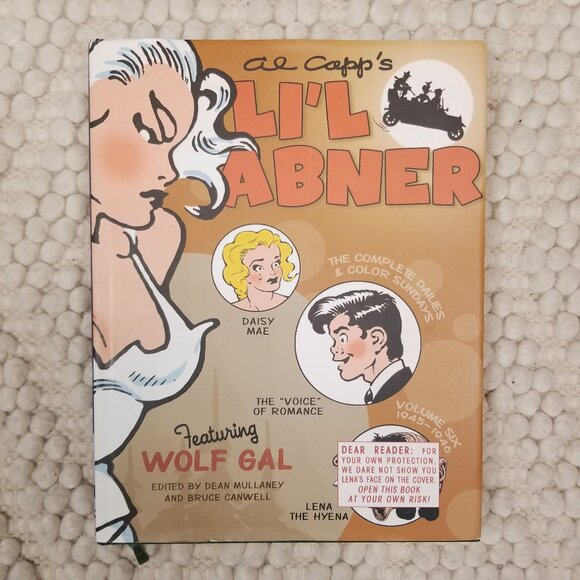 Al Capp's
LI'L
ABNER
THE COMPLETE DAILIES
& COLOR SUNDAYS
DAISY
MAE
THE "VOICE"
OF ROMANCE
VOLUME SIX
1945-1946
Featuring
WOLF GAL
EDITED BY DEAN MULLANEY
AND BRUCE CANWELL
LENA
THE HYENA
DEAR READER: FOR
YOUR OWN PROTECTION,
WE DARE NOT SHOW YOU
LENA'S FACE ON THE COVER.
OPEN THIS BOOK
AT YOUR OWN RISK!